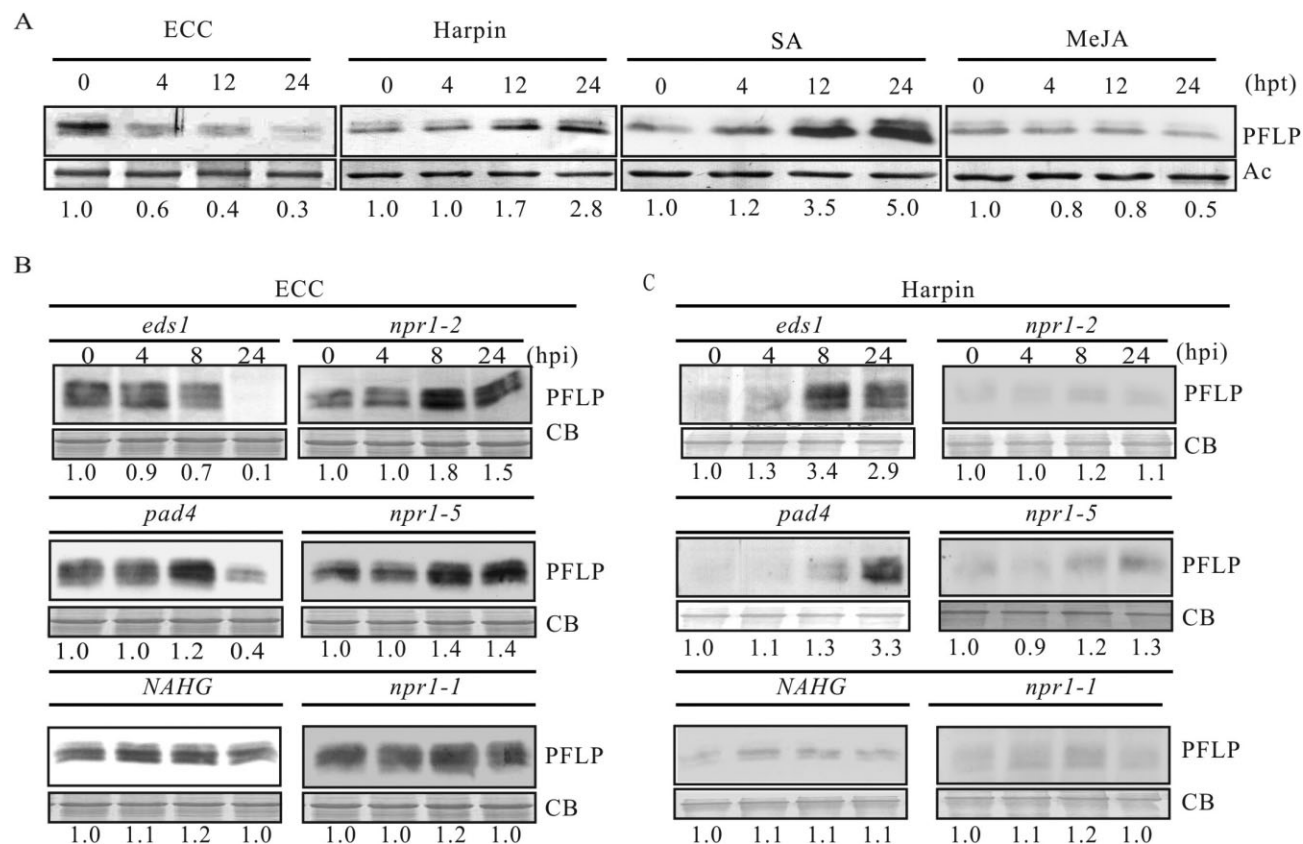 A
ECC Harpin SA MeJA
0 4 12 24 0 4 12 24 0 4 12 24 0 4 12 24 (hpt)
PFLP
Ac
1.0 0.6 0.4 0.3 1.0 1.0 1.7 2.8 1.0 1.2 3.5 5.0 1.0 0.8 0.8 0.5
B
ECC
eds1 npr1-2
0 4 8 24 0 4 8 24 (hpi)
PFLP
CB
1.0 0.9 0.7 0.1 1.0 1.0 1.8 1.5
pad4 npr1-5
PFLP
CB
1.0 1.0 1.2 0.4 1.0 1.0 1.4 1.4
NAHG npr1-1
PFLP
CB
1.0 1.1 1.2 1.0 1.0 1.0 1.2 1.0
C
Harpin
eds1 npr1-2
0 4 8 24 0 4 8 24 (hpi)
PFLP
CB
1.0 1.3 3.4 2.9 1.0 1.0 1.2 1.1
pad4 npr1-5
PFLP
CB
1.0 1.1 1.3 3.3 1.0 0.9 1.2 1.3
NAHG npr1-1
PFLP
CB
1.0 1.1 1.1 1.1 1.0 1.1 1.2 1.0